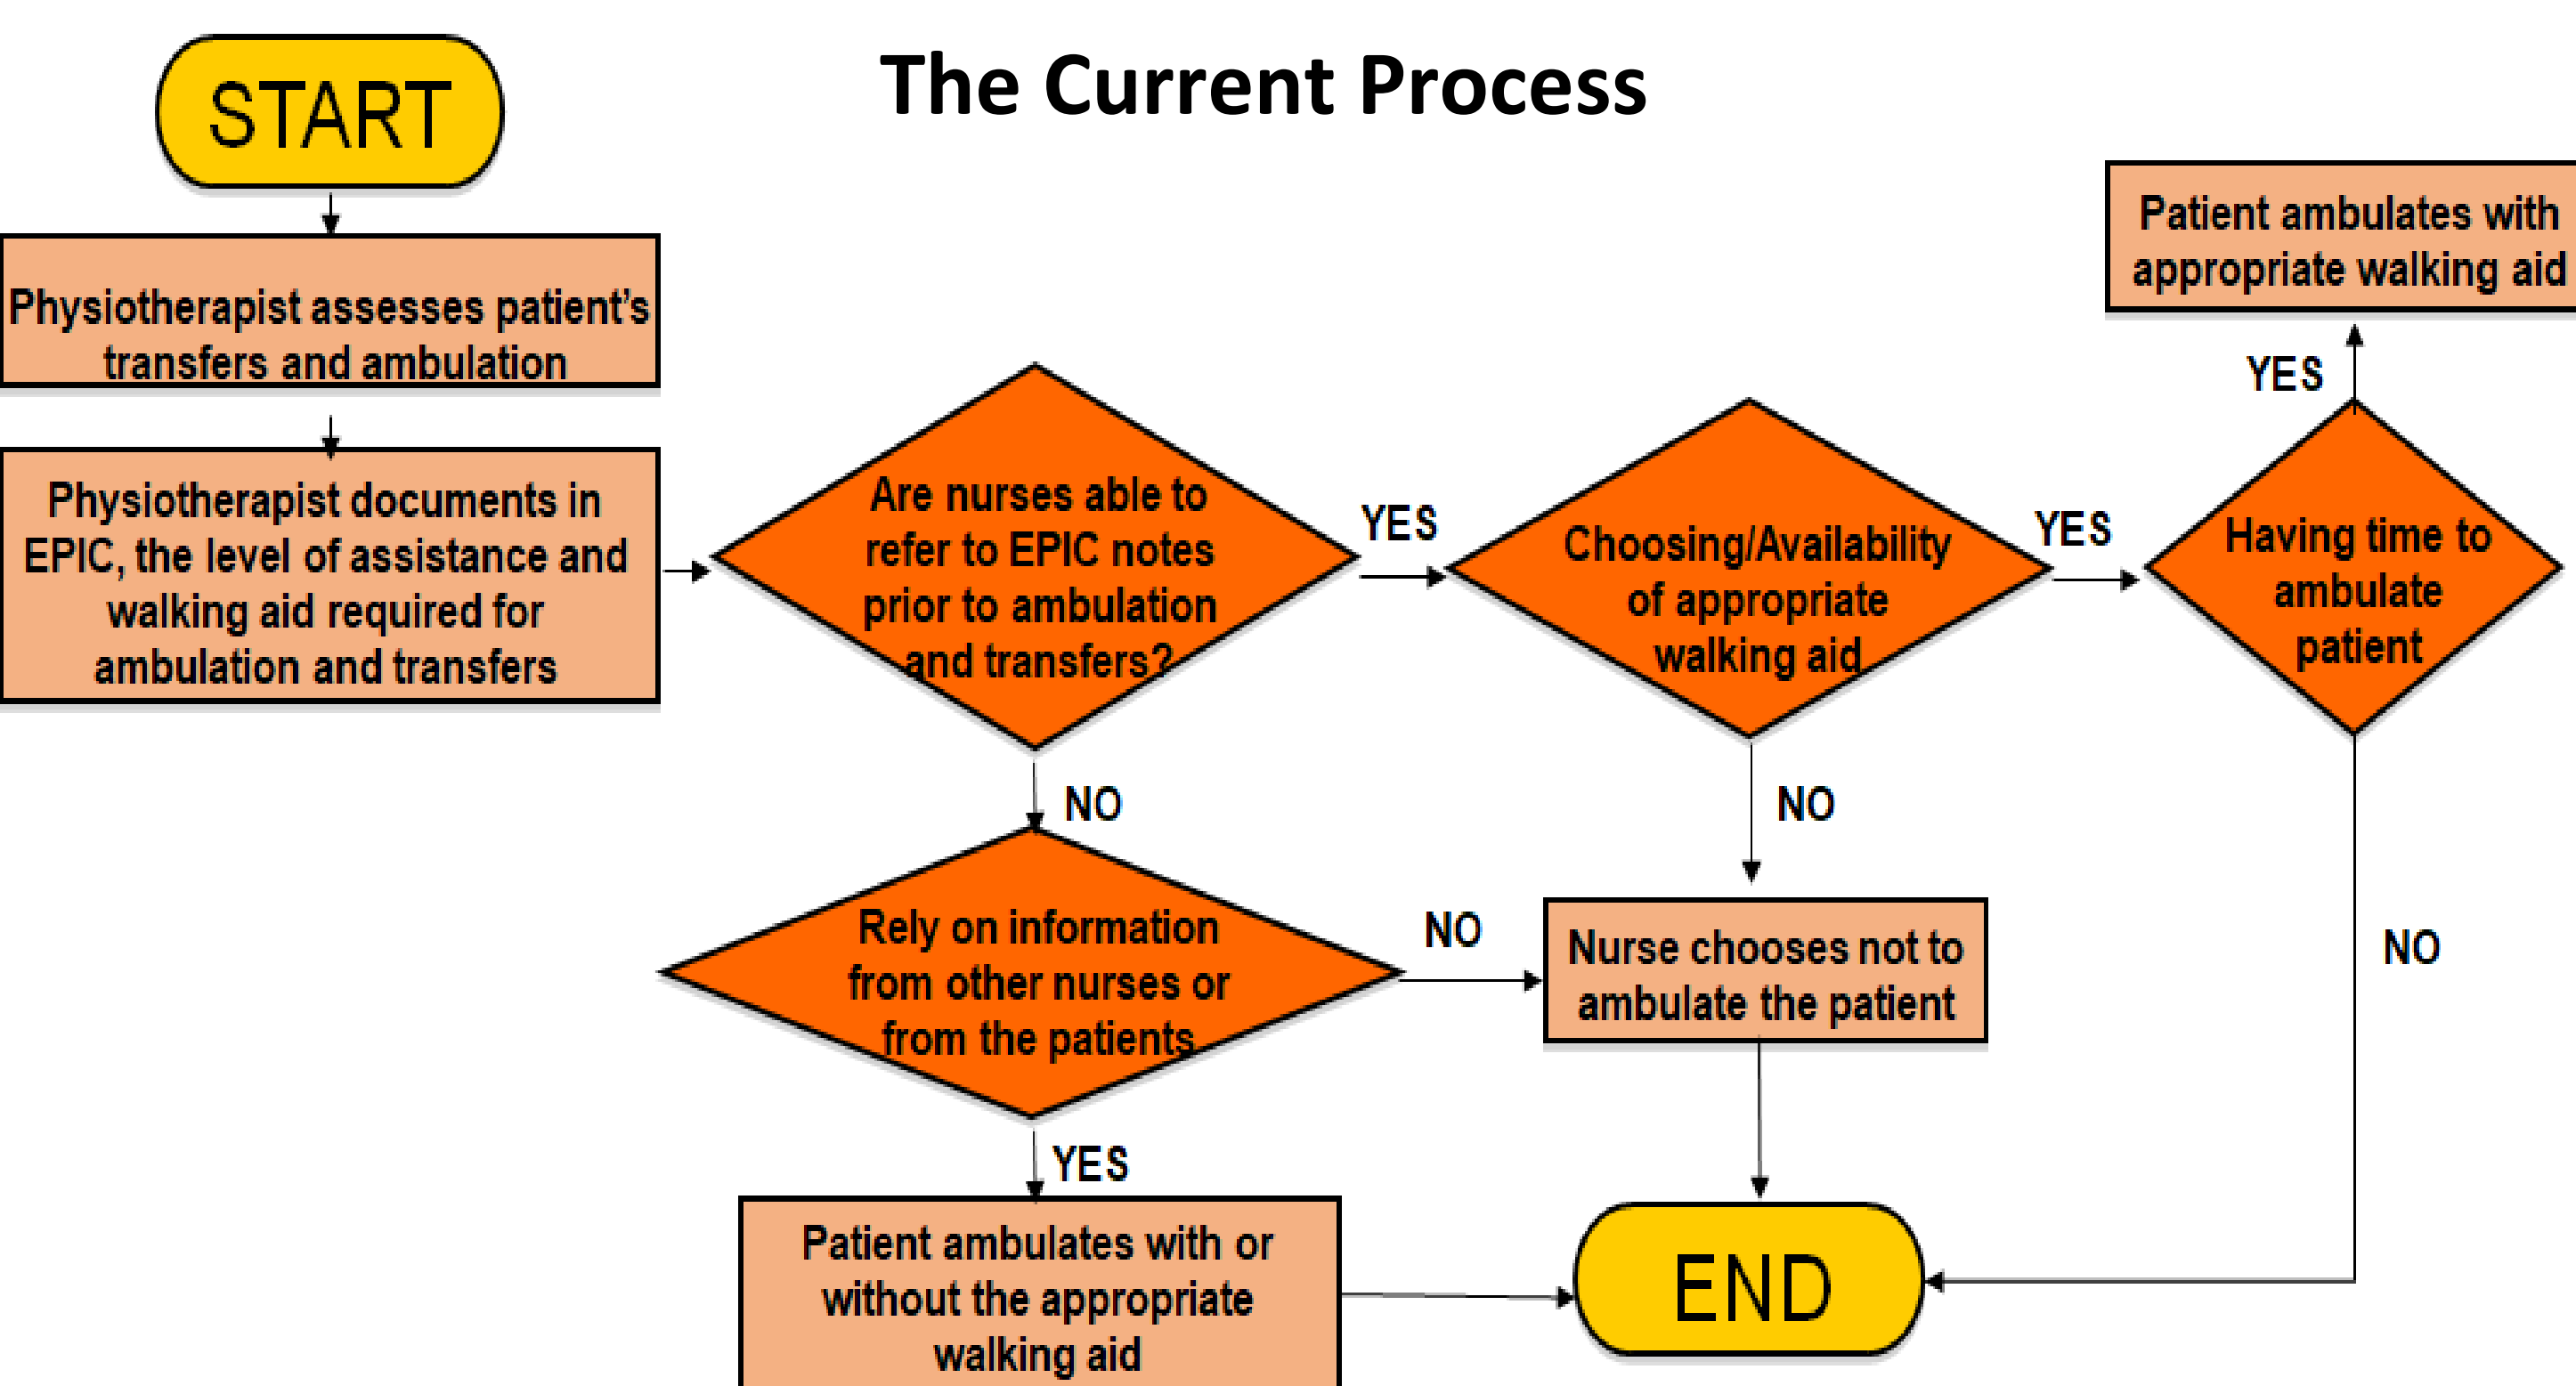 The Current Process
START
Physiotherapist assesses patient's
transfers and ambulation
Physiotherapist documents in
EPIC, the level of assistance and
walking aid required for
ambulation and transfers
Are nurses able to
refer to EPIC notes
prior to ambulation
and transfers?
YES
Choosing/Availability
of appropriate
walking aid
YES
Having time to
ambulate
patient
YES
Patient ambulates with
appropriate walking aid
NO
NO
NO
Rely on information
from other nurses or
from the patients
NO
Nurse chooses not to
ambulate the patient
YES
Patient ambulates with or
without the appropriate
walking aid
END